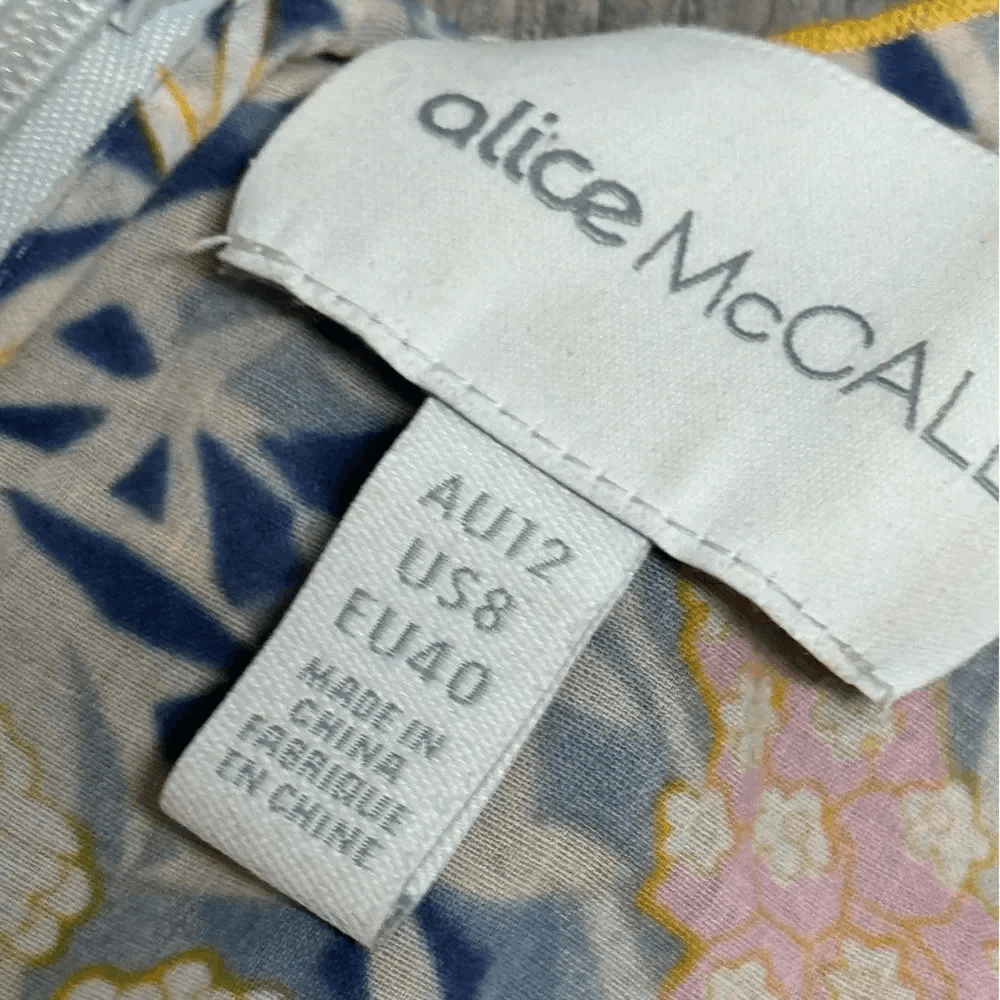 alice McCALL
AU12
US8
EU40
MADE IN
CHINA
FABRIQUE
EN CHINE